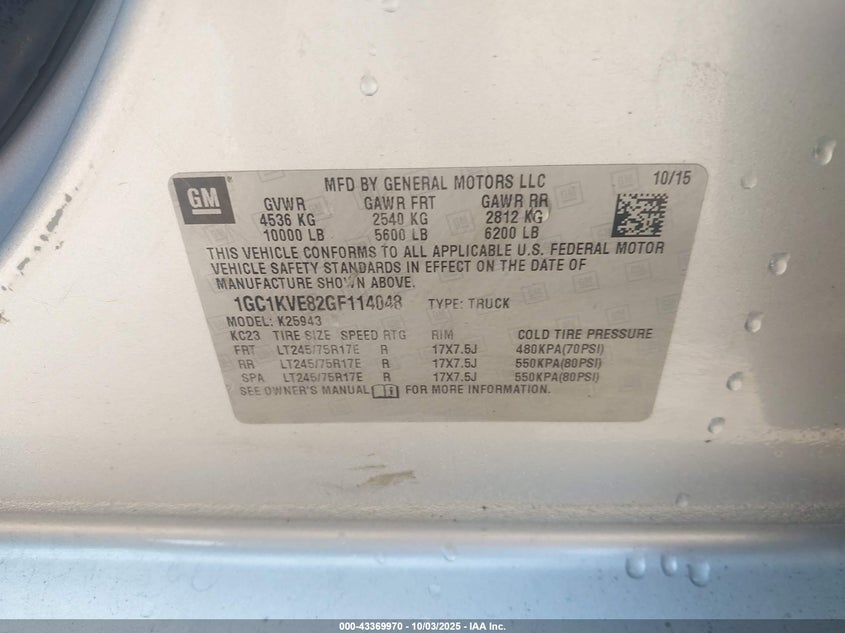 GM
MFD BY GENERAL MOTORS LLC 10/15
GVWR GAWR FRT GAWR RR
4536 KG 2540 KG 2812 KG
10000 LB 5600 LB 6200 LB
THIS VEHICLE CONFORMS TO ALL APPLICABLE U.S. FEDERAL MOTOR
VEHICLE SAFETY STANDARDS IN EFFECT ON THE DATE OF
MANUFACTURE SHOWN ABOVE.
1GC1KVE82GF114048 TYPE: TRUCK
MODEL: K25943
KC23 TIRE SIZE SPEED RTG RIM COLD TIRE PRESSURE
FRT LT245/75R17E R 17X7.5J 480KPA(70PSI)
RR LT245/75R17E R 17X7.5J 550KPA(80PSI)
SPA LT245/75R17E R 17X7.5J 550KPA(80PSI)
SEE OWNER'S MANUAL FOR MORE INFORMATION.
000-43369970 - 10/03/2025 - IAA Inc.